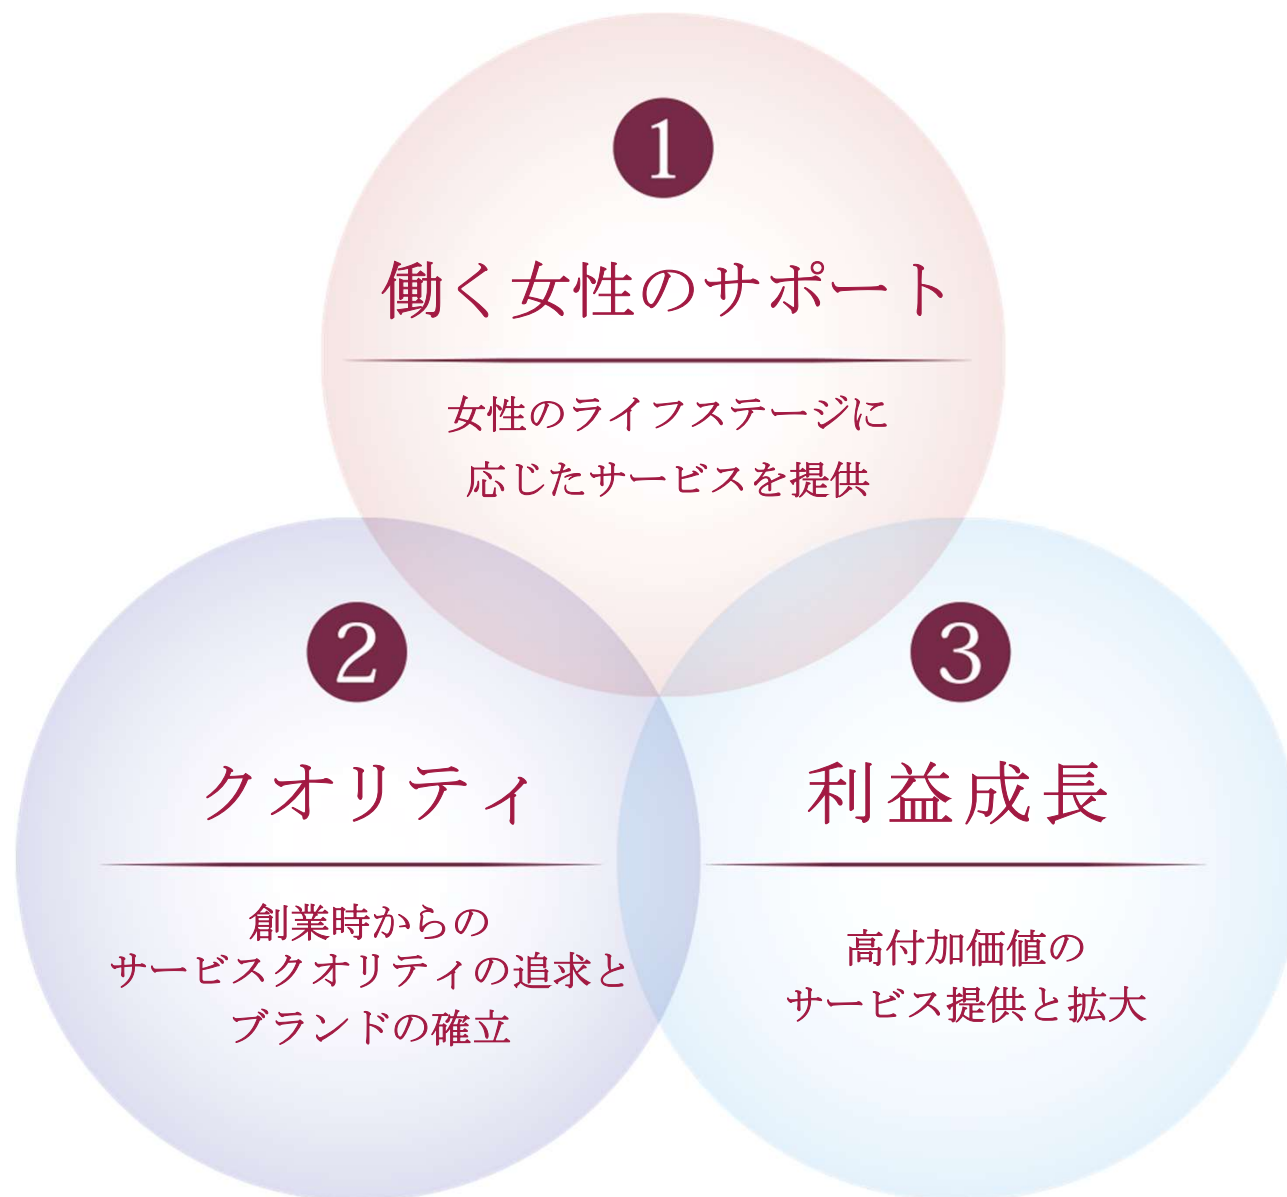 1
働く女性のサポート
女性のライフステージに
応じたサービスを提供
2
クオリティ
創業時からの
サービスクオリティの追求と
ブランドの確立
3
利益成長
高付加価値の
サービス提供と拡大